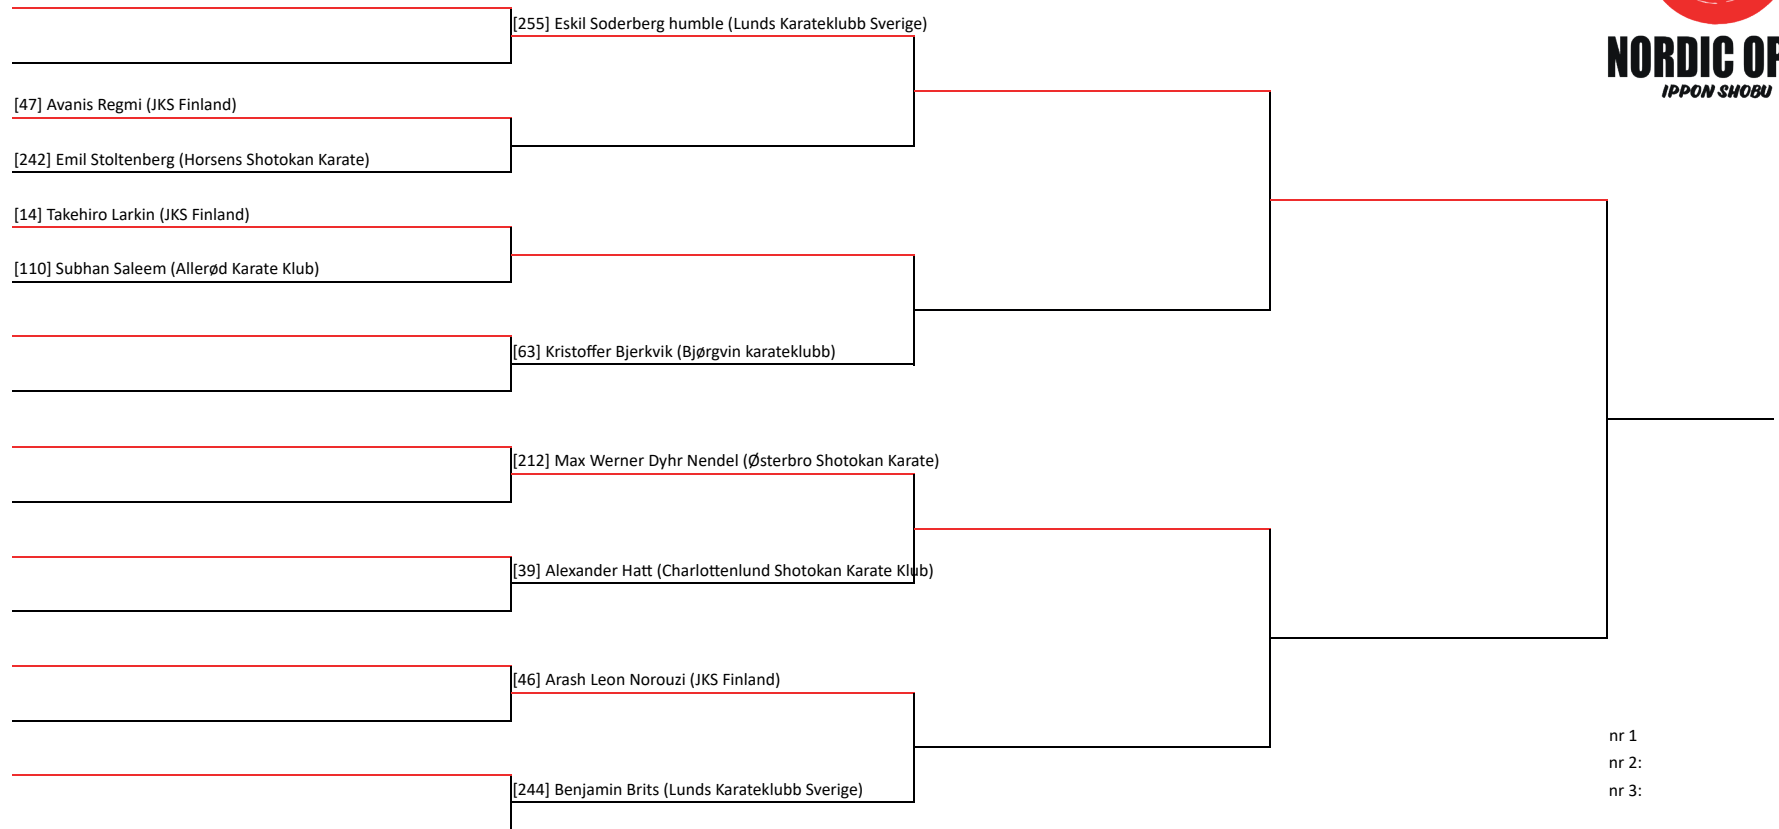 [255] Eskil Soderberg humble (Lunds Karateklubb Sverige)
NORDIC OP
IPPON SHOBU
[47] Avanis Regmi (JKS Finland)
[242] Emil Stoltenberg (Horsens Shotokan Karate)
[14] Takehiro Larkin (JKS Finland)
[110] Subhan Saleem (Allerød Karate Klub)
[63] Kristoffer Bjerkvik (Bjørgvin karateklubb)
[212] Max Werner Dyhr Nendel (Østerbro Shotokan Karate)
[39] Alexander Hatt (Charlottenlund Shotokan Karate Klub)
[46] Arash Leon Norouzi (JKS Finland)
nr 1
nr 2:
[244] Benjamin Brits (Lunds Karateklubb Sverige)
nr 3: